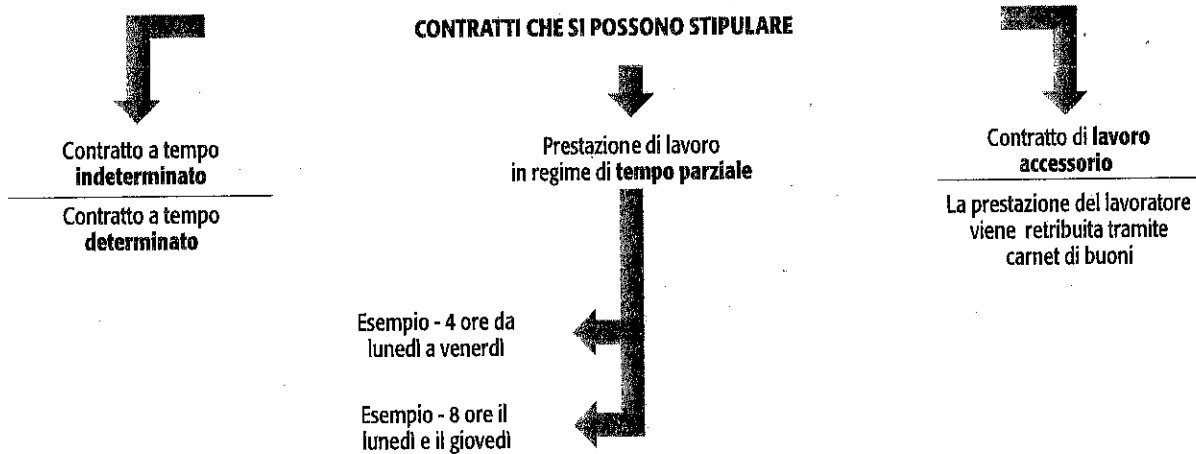 CONTRATTI CHE SI POSSONO STIPULARE
Contratto a tempo
indeterminato
Contratto a tempo
determinato
Prestazione di lavoro
in regime di tempo parziale
Esempio - 4 ore da
lunedì a venerdì
Esempio - 8 ore il
lunedì e il giovedì
Contratto di lavoro
accessorio
La prestazione del lavoratore
viene retribuita tramite
carnet di buoni